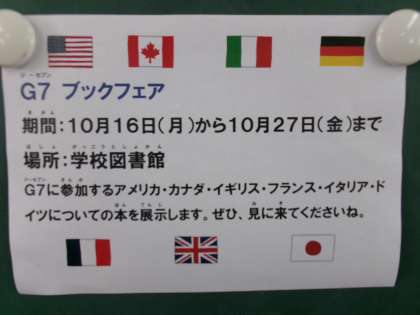 G7 ブックフェア
期間:10月16日(月)から10月27日(金)まで
場所:学校図書館
G7に参加するアメリカ・カナダ・イギリス・フランス・イタリア・ド
イツについての本を展示します。ぜひ、見に来てくださいね。